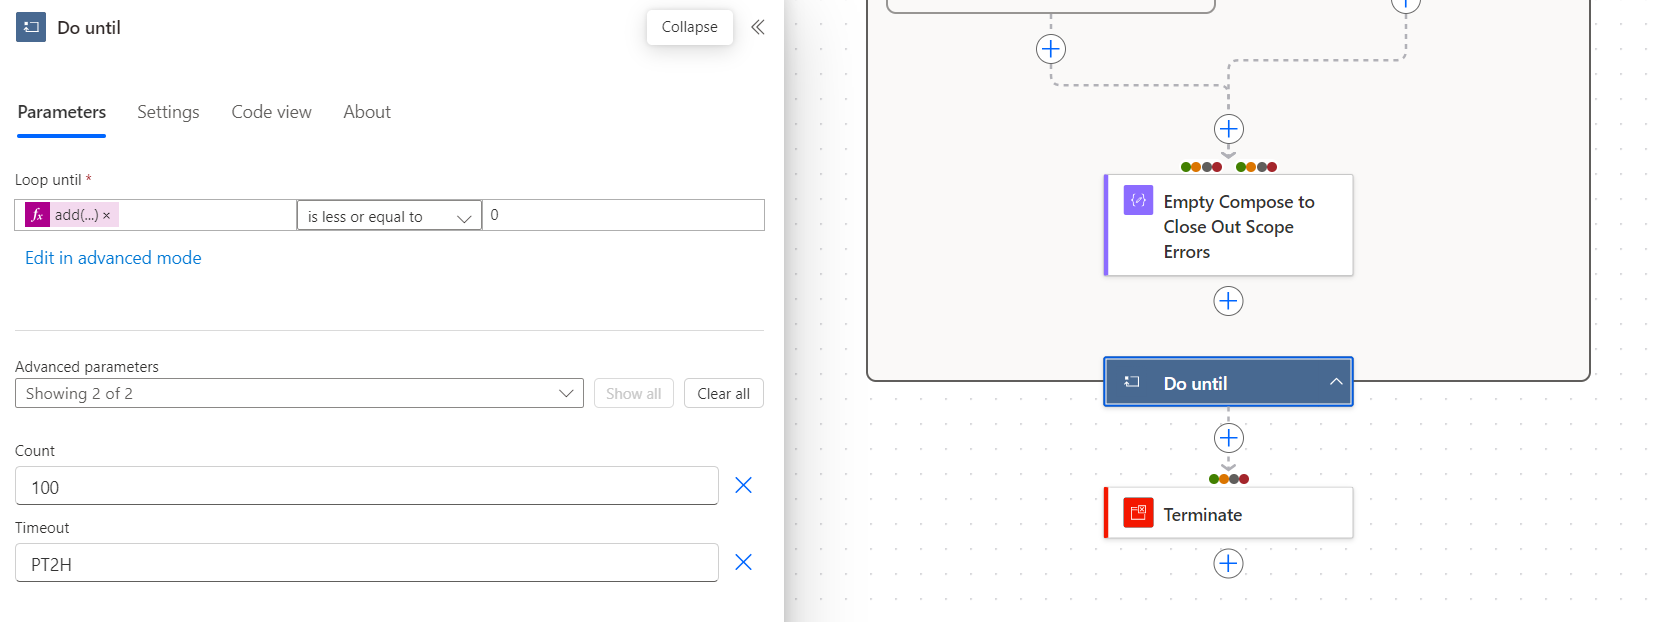 Do until
Collapse
Parameters
Settings
Code view
About
Loop until *
fx add(...) ×
is less or equal to
0
Edit in advanced mode
Advanced parameters
Showing 2 of 2
Show all
Clear all
Count
100
Timeout
PT2H
Empty Compose to
Close Out Scope
Errors
Do until
Terminate